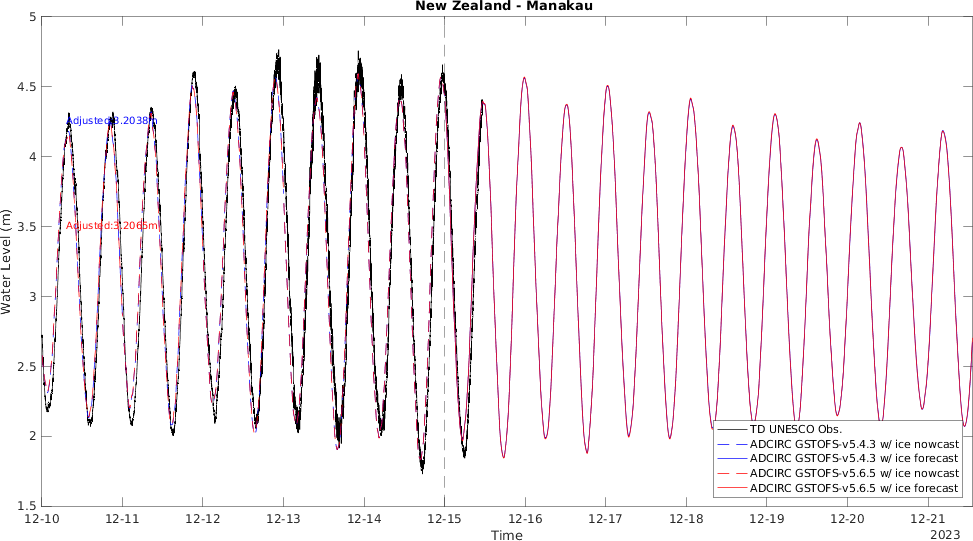 New Zealand - Manakau
5
4.5
4
3.5
3
2.5
2
1.5
Water Level (m)
Adjusted:3.2038m
Adjusted:3.2065m
TD UNESCO Obs.
ADCIRC GSTOFS-v5.4.3 w/ ice nowcast
ADCIRC GSTOFS-v5.4.3 w/ ice forecast
ADCIRC GSTOFS-v5.6.5 w/ ice nowcast
ADCIRC GSTOFS-v5.6.5 w/ ice forecast
12-10 12-11 12-12 12-13 12-14 12-15 12-16 12-17 12-18 12-19 12-20 12-21
2023
Time